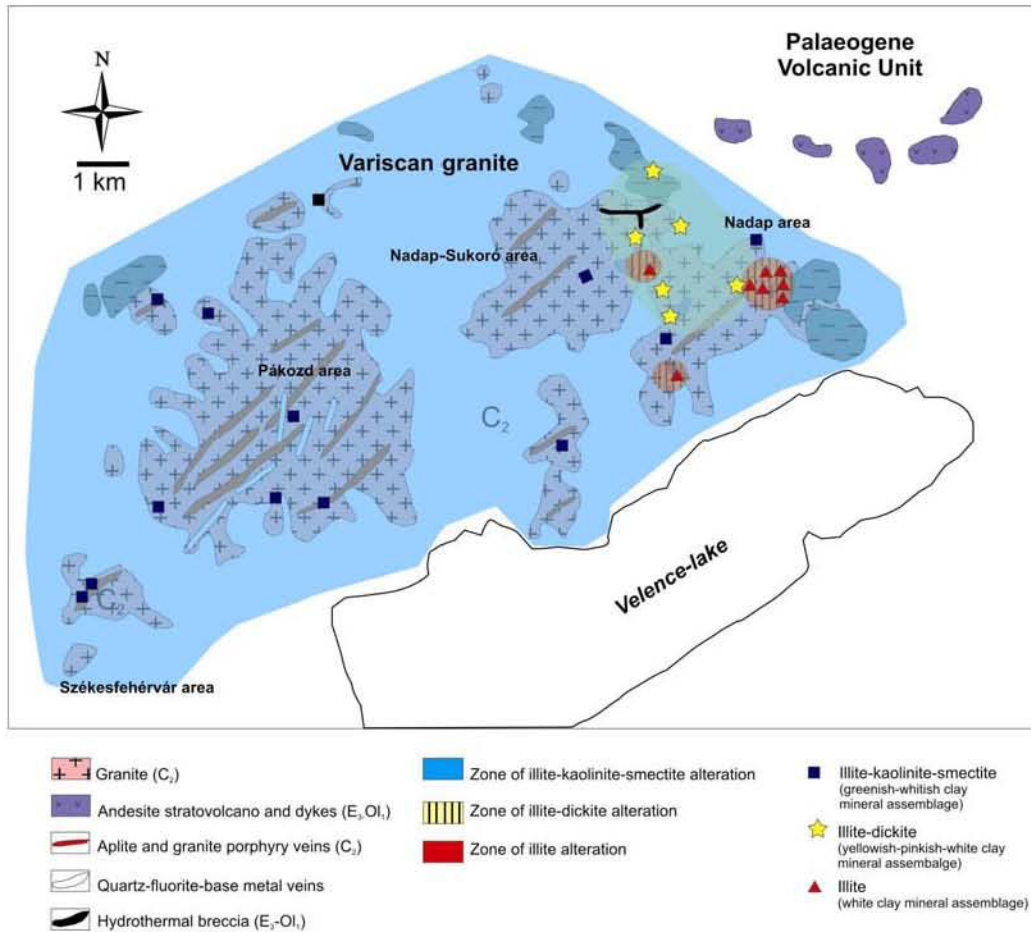 Palaeogene
Volcanic Unit
N
1 km
Variscan granite
Nadap area
Nadap-Sukoró area
Pákozd area
C₂
Velence-lake
C₂
Székesfehérvár area
Granite (C₂)
Andesite stratovolcano and dykes (E₃.Ol₁)
Aplite and granite porphyry veins (C₂)
Quartz-fluorite-base metal veins
Hydrothermal breccia (E₃-Ol₁)
Zone of illite-kaolinite-smectite alteration
Zone of illite-dickite alteration
Zone of illite alteration
Illite-kaolinite-smectite
(greenish-whitish clay
mineral assemblage)
Illite-dickite
(yellowish-pinkish-white clay
mineral assembalge)
Illite
(white clay mineral assemblage)